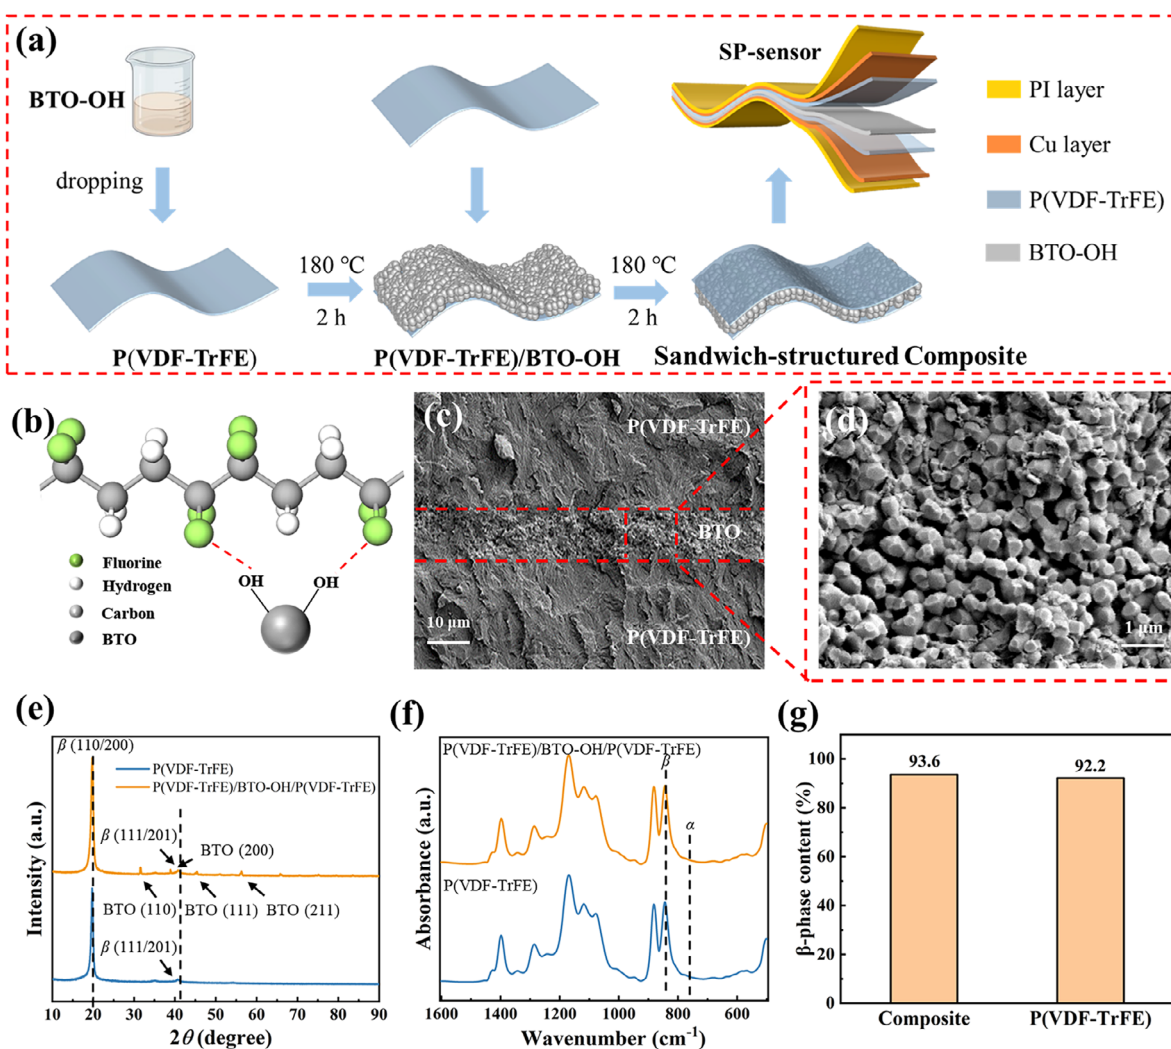 (a)
BTO-OH
dropping
180 °C
2 h
180 °C
2 h
P(VDF-TrFE)
P(VDF-TrFE)/BTO-OH
Sandwich-structured Composite
SP-sensor
PI layer
Cu layer
P(VDF-TrFE)
BTO-OH
(b)
OH
OH
Fluorine
Hydrogen
Carbon
BTO
(c)
P(VDF-TrFE)
BTO
P(VDF-TrFE)
10 μm
(d)
1 μm
(e)
β (110/200)
P(VDF-TrFE)
P(VDF-TrFE)/BTO-OH/P(VDF-TrFE)
β (111/201)
BTO (200)
BTO (110)
BTO (111)
BTO (211)
β (111/201)
Intensity (a.u.)
10 20 30 40 50 60 70 80 90
2θ (degree)
(f)
P(VDF-TrFE)/BTO-OH/P(VDF-TrFE)
β
α
P(VDF-TrFE)
Absorbance (a.u.)
1600 1400 1200 1000 800 600
Wavenumber (cm⁻¹)
(g)
β-phase content (%)
100
80
60
40
20
0
93.6
92.2
Composite
P(VDF-TrFE)